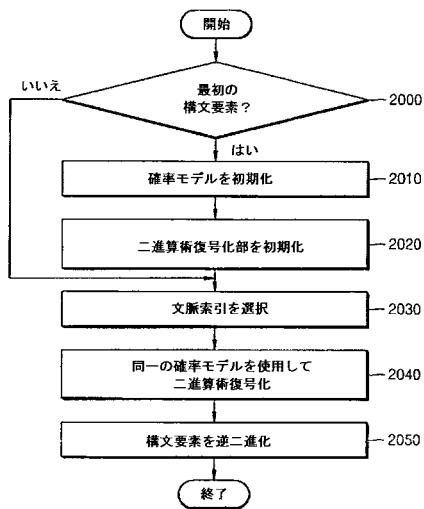 開始
いいえ
最初の
構文要素？
2000
はい
確率モデルを初期化
2010
二進算術復号化部を初期化
2020
文脈索引を選択
2030
同一の確率モデルを使用して
二進算術復号化
2040
構文要素を逆二進化
2050
終了